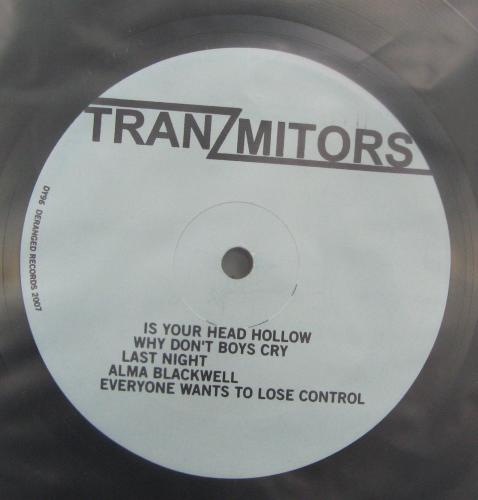 TRANZMITORS
DY96 DERANGED RECORDS 2007
IS YOUR HEAD HOLLOW
WHY DON'T BOYS CRY
LAST NIGHT
ALMA BLACKWELL
EVERYONE WANTS TO LOSE CONTROL